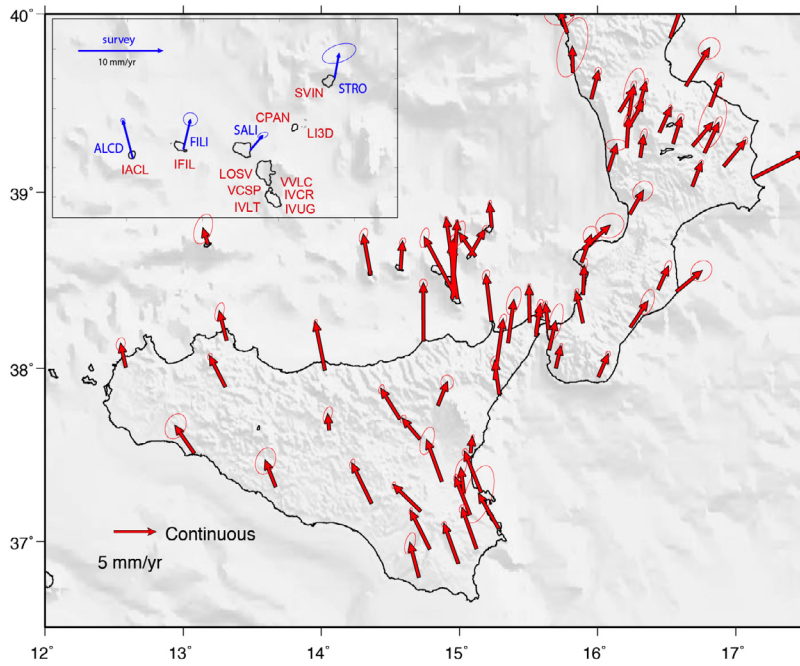 40°
survey
10 mm/yr
STRO
SVIN
CPAN
LI3D
SALI
FILI
ALCD
IACL
IFIL
LOSV
VVLC
VCSP
IVCR
IVLT
IVUG
39°
38°
Continuous
5 mm/yr
37°
12
13
14
15
16
17